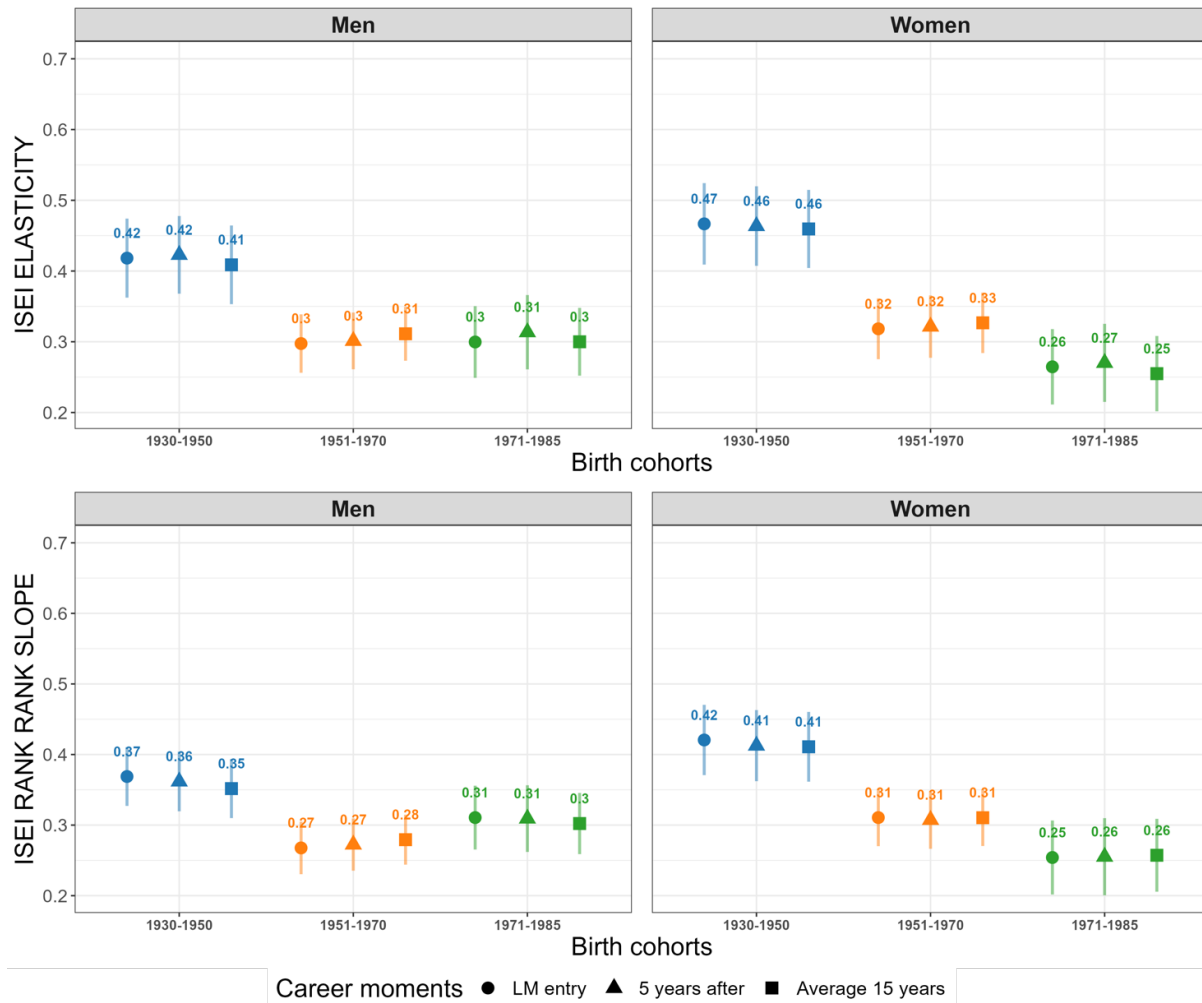 Men Women
ISEI ELASTICITY
0.7
0.6
0.5
0.4
0.3
0.2
0.42 0.42 0.41
0.3 0.3 0.31
0.3 0.31 0.3
0.47 0.46 0.46
0.32 0.32 0.33
0.26 0.27 0.25
1930-1950 1951-1970 1971-1985 1930-1950 1951-1970 1971-1985
Birth cohorts Birth cohorts
Men Women
ISEI RANK RANK SLOPE
0.7
0.6
0.5
0.4
0.3
0.2
0.37 0.36 0.35
0.27 0.27 0.28
0.31 0.31 0.3
0.42 0.41 0.41
0.31 0.31 0.31
0.25 0.26 0.26
1930-1950 1951-1970 1971-1985 1930-1950 1951-1970 1971-1985
Birth cohorts Birth cohorts
Career moments LM entry 5 years after Average 15 years